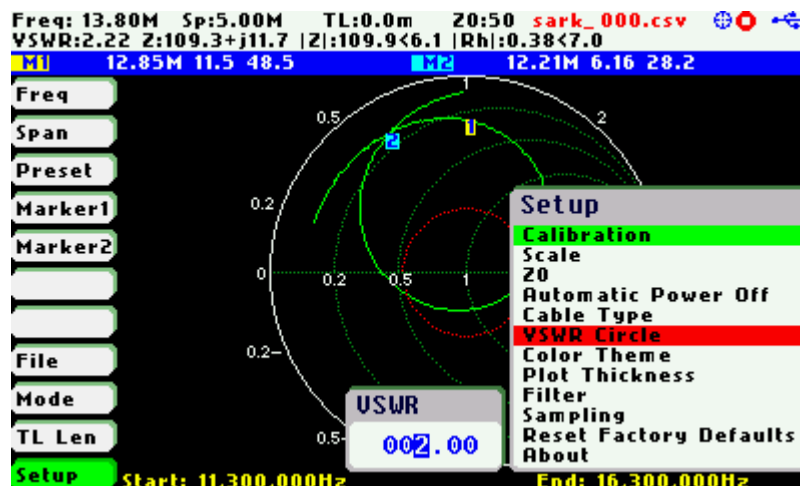 Freq: 13.80M Sp:5.00M TL:0.0m Z0:50 sark_000.csv
VSWR:2.22 Z:109.3+j11.7 |Z|:109.9<6.1 |Rh|:0.38<7.0
M1 12.85M 11.5 48.5 M2 12.21M 6.16 28.2
Freq
Span
Preset
Marker1
Marker2
File
Mode
TL Len
Setup
1
0.5
2
2
1
0.2
0
0.2
0.5
1
0.2
0.5
Setup
Calibration
Scale
Z0
Automatic Power Off
Cable Type
VSWR Circle
Color Theme
Plot Thickness
Filter
Sampling
Reset Factory Defaults
About
VSWR
002.00
Start: 11,300,000Hz End: 16,300,000Hz